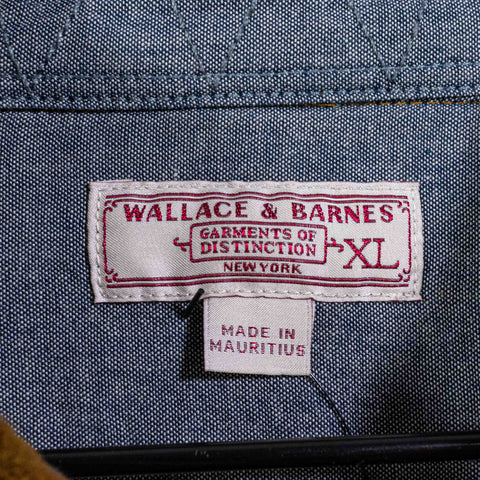 WALLACE & BARNES
GARMENTS OF
DISTINCTION
XL
NEW YORK
MADE IN
MAURITIUS